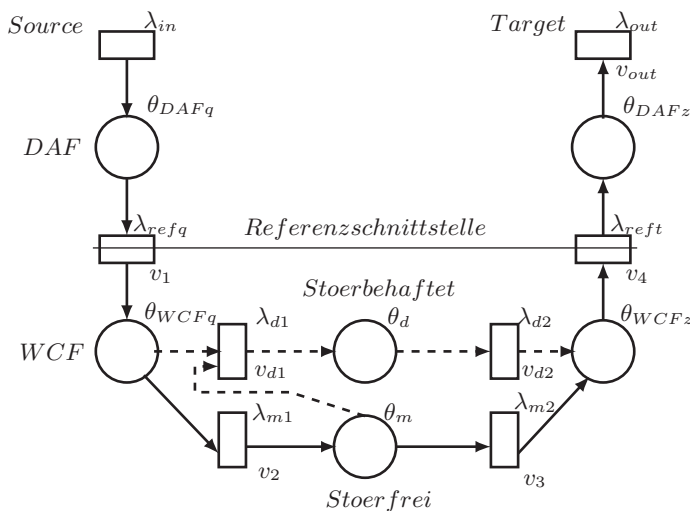 Source λ_in Target λ_out
v_out
θ_DAFq θ_DAFz
DAF
λ_refq Referenzschnittstelle λ_reft
v_1 v_4
Stoerbehaftet
θ_WCFq λ_d1 θ_d λ_d2 θ_WCFz
WCF
v_d1 v_d2
λ_m1 θ_m λ_m2
v_2 v_3
Stoerfrei